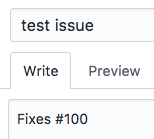 test issue
Write Preview
Fixes #100